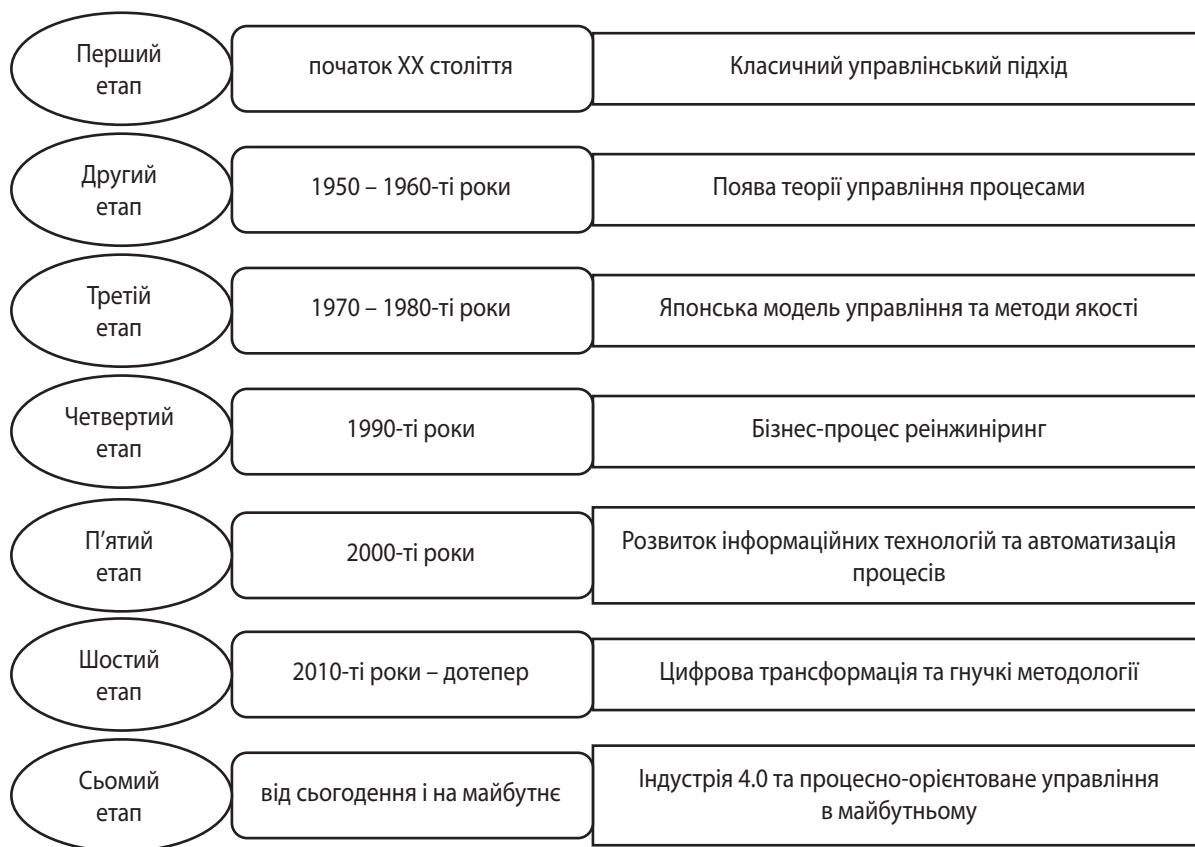 Перший
етап
початок XX століття
Класичний управлінський підхід
Другий
етап
1950 – 1960-ті роки
Поява теорії управління процесами
Третій
етап
1970 – 1980-ті роки
Японська модель управління та методи якості
Четвертий
етап
1990-ті роки
Бізнес-процес реінжиніринг
П’ятий
етап
2000-ті роки
Розвиток інформаційних технологій та автоматизація
процесів
Шостий
етап
2010-ті роки – дотепер
Цифрова трансформація та гнучкі методології
Сьомий
етап
від сьогодення і на майбутнє
Індустрія 4.0 та процесно-орієнтоване управління
в майбутньому